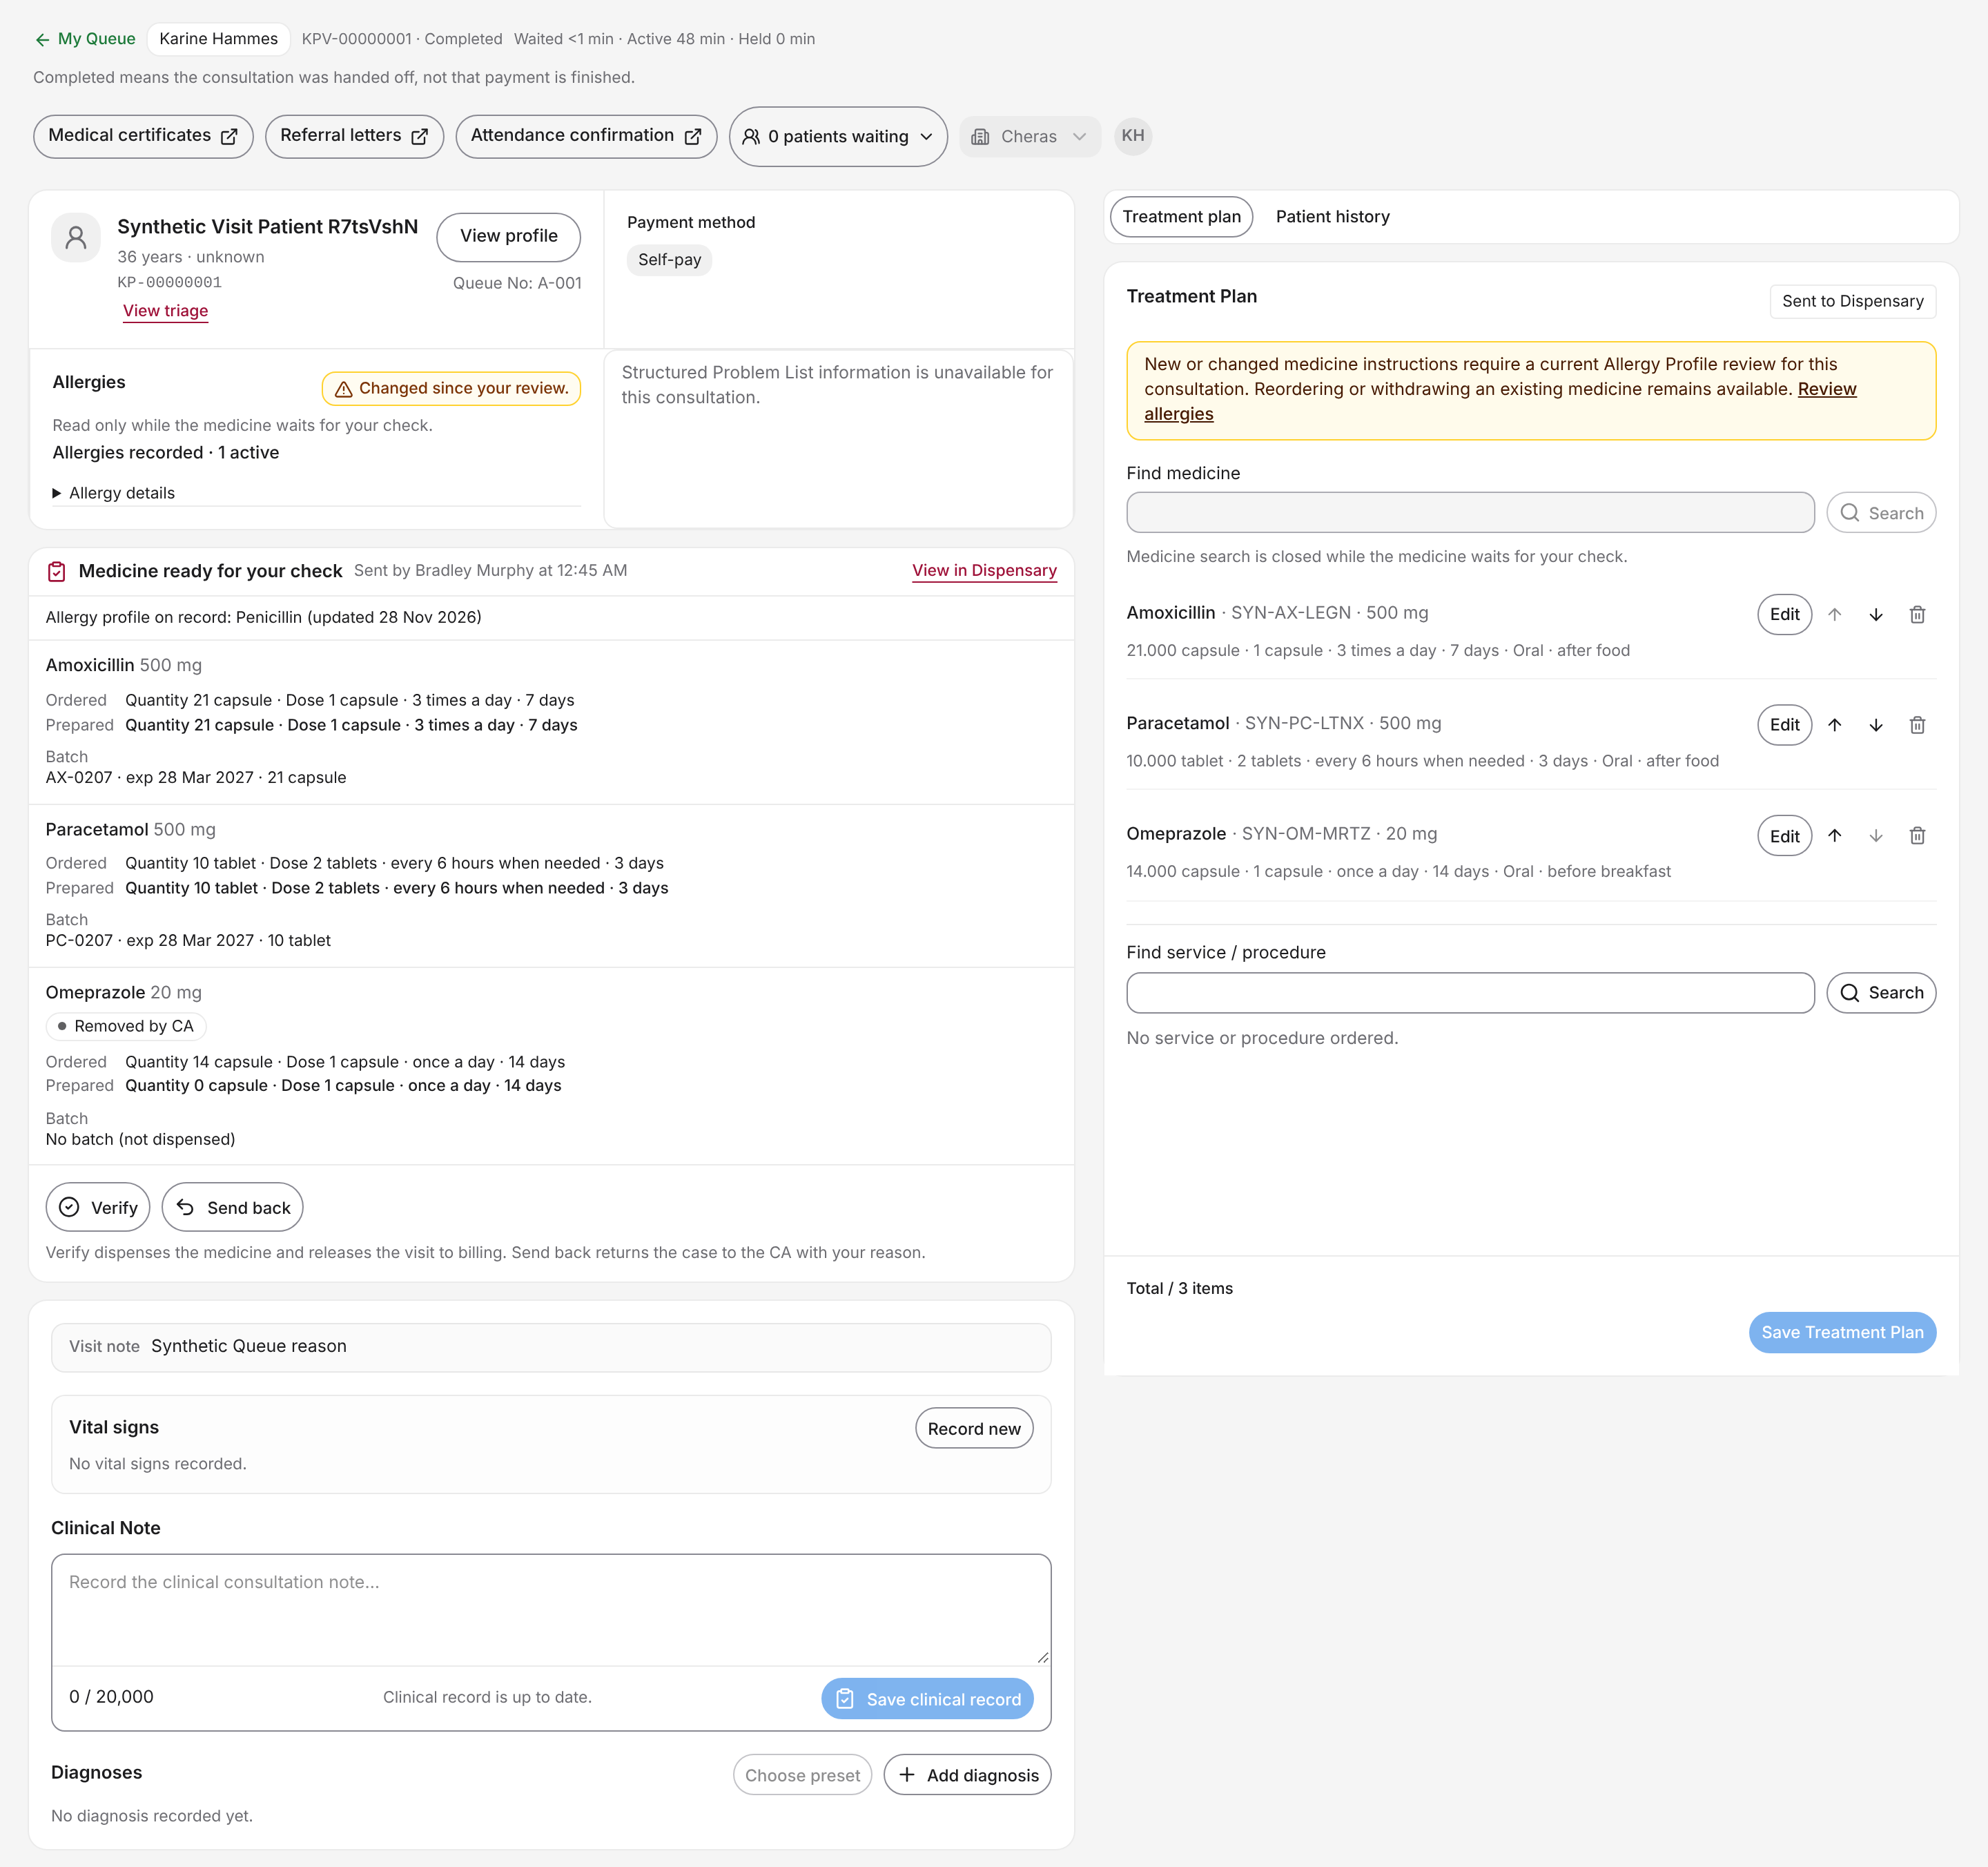 My Queue
Karine Hammes
KPV-00000001 · Completed
Waited <1 min · Active 48 min · Held 0 min
Completed means the consultation was handed off, not that payment is finished.
Medical certificates
Referral letters
Attendance confirmation
0 patients waiting
Cheras
KH
Synthetic Visit Patient R7tsVshN
36 years · unknown
KP-00000001
View triage
View profile
Queue No: A-001
Payment method
Self-pay
Allergies
Changed since your review.
Read only while the medicine waits for your check.
Allergies recorded · 1 active
Allergy details
Structured Problem List information is unavailable for
this consultation.
Medicine ready for your check
Sent by Bradley Murphy at 12:45 AM
View in Dispensary
Allergy profile on record: Penicillin (updated 28 Nov 2026)
Amoxicillin 500 mg
Ordered Quantity 21 capsule · Dose 1 capsule · 3 times a day · 7 days
Prepared Quantity 21 capsule · Dose 1 capsule · 3 times a day · 7 days
Batch
AX-0207 · exp 28 Mar 2027 · 21 capsule
Paracetamol 500 mg
Ordered Quantity 10 tablet · Dose 2 tablets · every 6 hours when needed · 3 days
Prepared Quantity 10 tablet · Dose 2 tablets · every 6 hours when needed · 3 days
Batch
PC-0207 · exp 28 Mar 2027 · 10 tablet
Omeprazole 20 mg
Removed by CA
Ordered Quantity 14 capsule · Dose 1 capsule · once a day · 14 days
Prepared Quantity 0 capsule · Dose 1 capsule · once a day · 14 days
Batch
No batch (not dispensed)
Verify
Send back
Verify dispenses the medicine and releases the visit to billing. Send back returns the case to the CA with your reason.
Visit note Synthetic Queue reason
Vital signs
Record new
No vital signs recorded.
Clinical Note
Record the clinical consultation note...
0 / 20,000
Clinical record is up to date.
Save clinical record
Diagnoses
Choose preset
Add diagnosis
No diagnosis recorded yet.
Treatment plan
Patient history
Treatment Plan
Sent to Dispensary
New or changed medicine instructions require a current Allergy Profile review for this
consultation. Reordering or withdrawing an existing medicine remains available. Review
allergies
Find medicine
Search
Medicine search is closed while the medicine waits for your check.
Amoxicillin · SYN-AX-LEGN · 500 mg
Edit
21.000 capsule · 1 capsule · 3 times a day · 7 days · Oral · after food
Paracetamol · SYN-PC-LTNX · 500 mg
Edit
10.000 tablet · 2 tablets · every 6 hours when needed · 3 days · Oral · after food
Omeprazole · SYN-OM-MRTZ · 20 mg
Edit
14.000 capsule · 1 capsule · once a day · 14 days · Oral · before breakfast
Find service / procedure
Search
No service or procedure ordered.
Total / 3 items
Save Treatment Plan